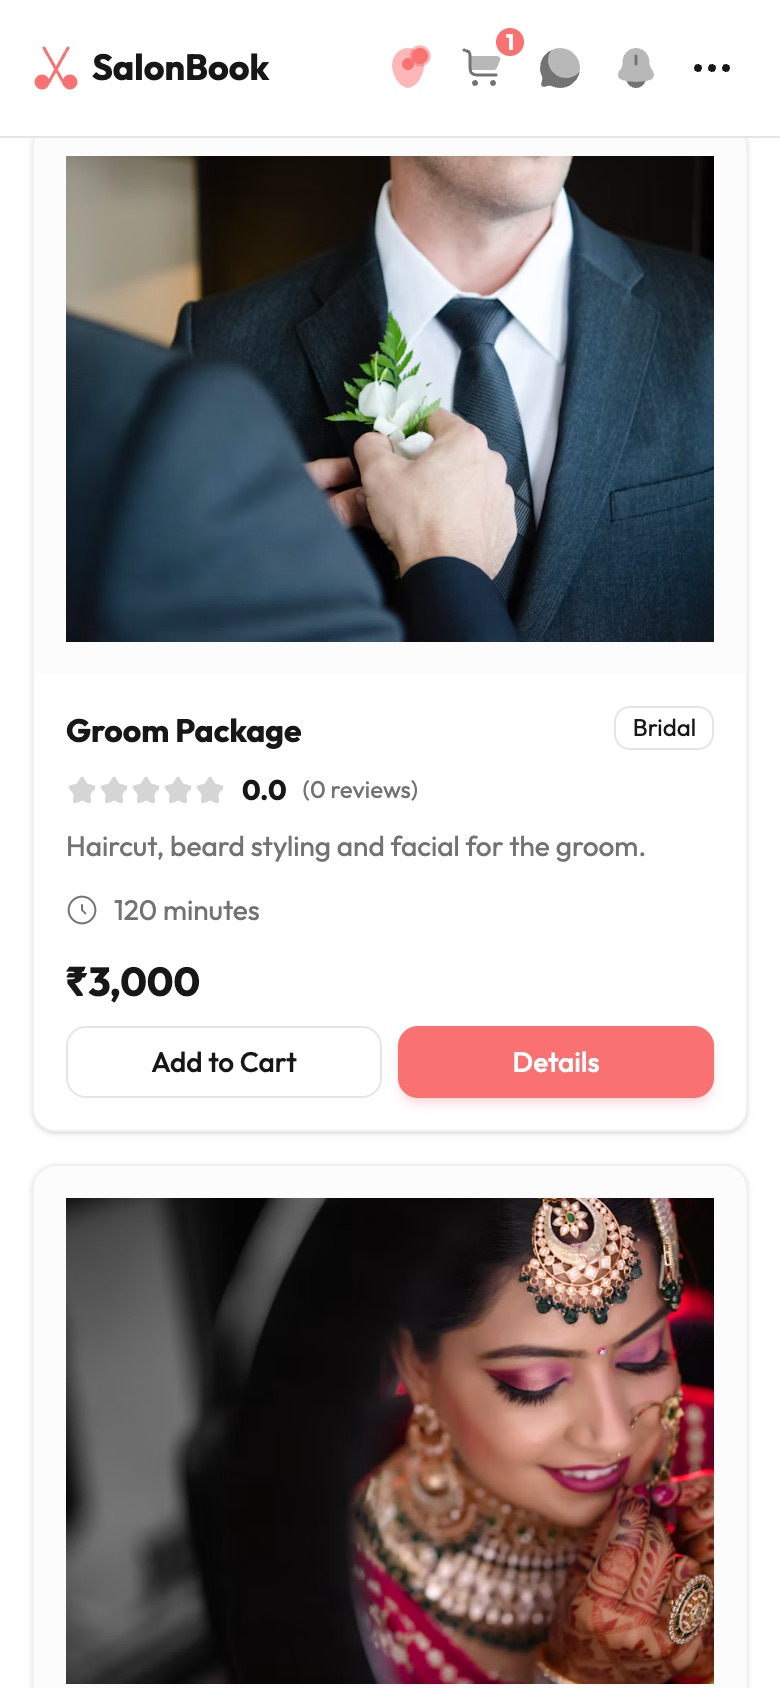 SalonBook
1
Groom Package
Bridal
0.0 (0 reviews)
Haircut, beard styling and facial for the groom.
120 minutes
₹3,000
Add to Cart
Details